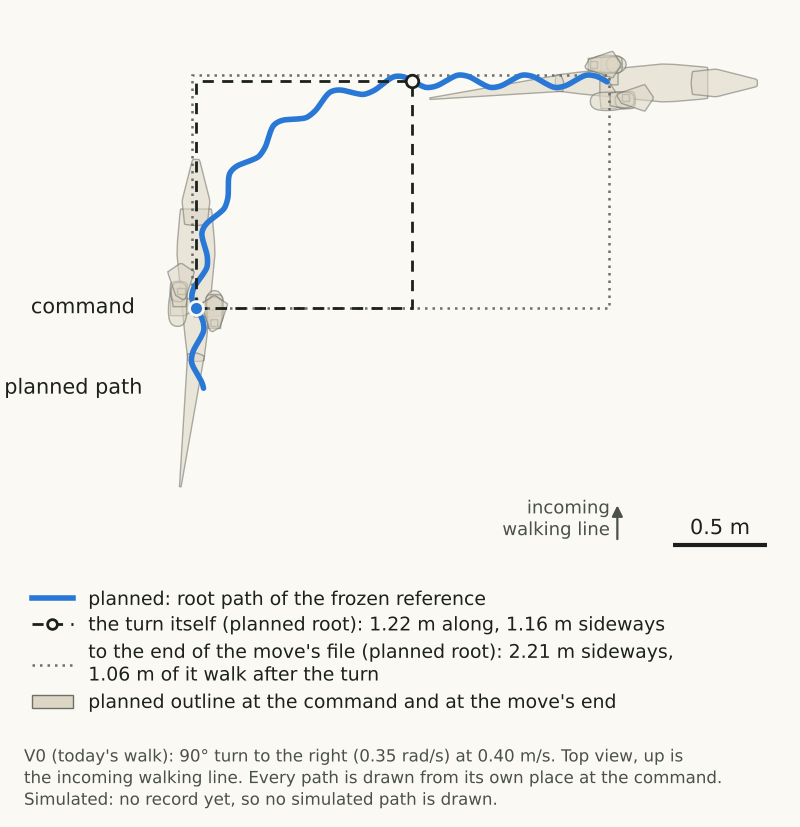 command
planned path
incoming
walking line
0.5 m
planned: root path of the frozen reference
the turn itself (planned root): 1.22 m along, 1.16 m sideways
to the end of the move's file (planned root): 2.21 m sideways,
1.06 m of it walk after the turn
planned outline at the command and at the move's end
V0 (today's walk): 90° turn to the right (0.35 rad/s) at 0.40 m/s. Top view, up is
the incoming walking line. Every path is drawn from its own place at the command.
Simulated: no record yet, so no simulated path is drawn.